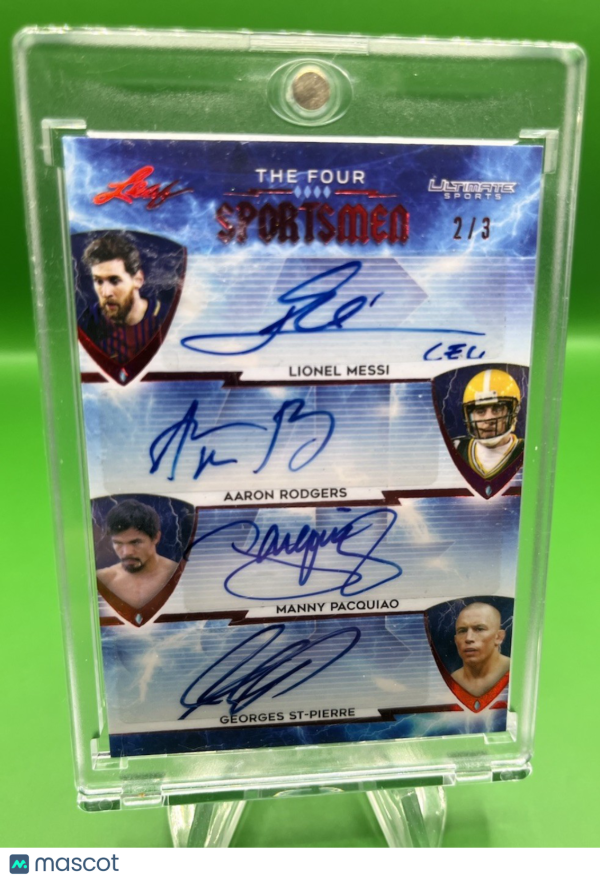 Leaf
THE FOUR
SPORTSMEN
ULTIMATE
SPORTS
2/3
LIONEL MESSI
AARON RODGERS
MANNY PACQUIAO
GEORGES ST-PIERRE
mascot